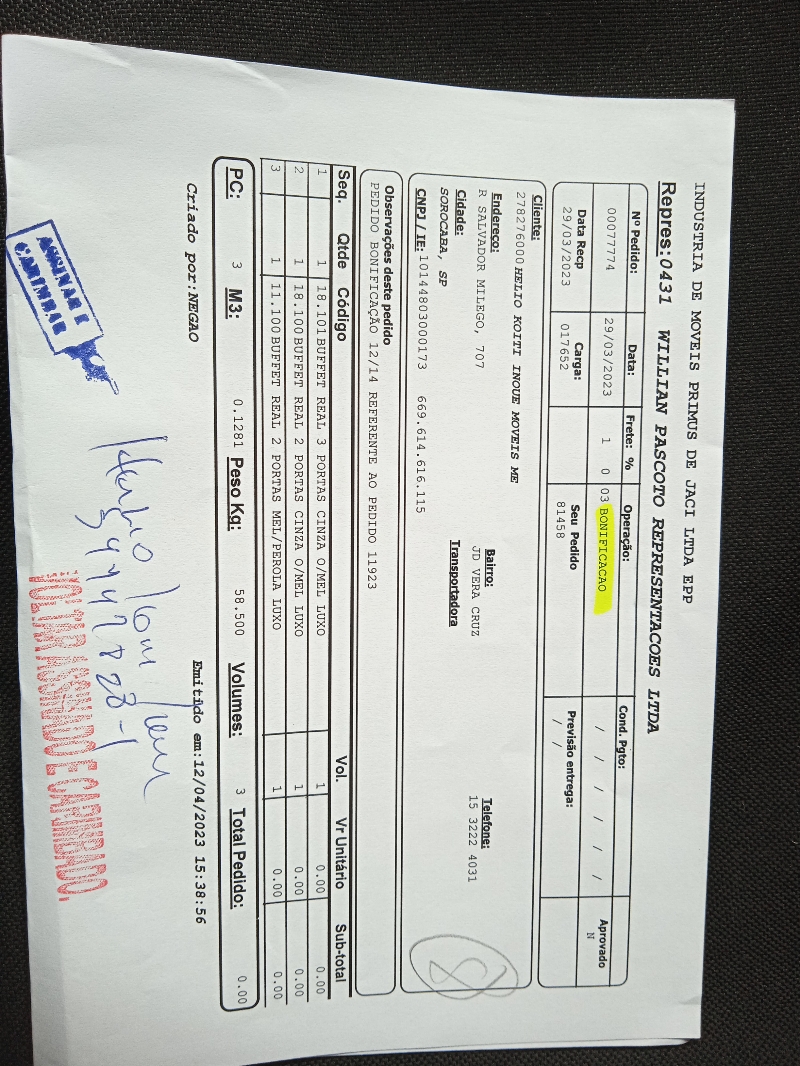 INDUSTRIA DE MOVEIS PRIMUS DE JACI LTDA EPP
Repres:0431 WILLIAN PASCOTO REPRESENTACOES LTDA
Nº Pedido: Data: Frete: % Operação: Cond. Pgto: Aprovado
00077774 29/03/2023 1 0 03 BONIFICACAO / / / / / / N
Data Recp Carga: Seu Pedido Previsão entrega:
29/03/2023 017652 81458 / /
Cliente:
278276000 HELIO KOITI INOUE MOVEIS ME
Endereço: Bairro: Telefone:
R SALVADOR MILEGO, 707 JD VERA CRUZ 15 3222 4031
Cidade: Transportadora
SOROCABA, SP
CNPJ / IE: 10144803000173 669.614.616.115
8
Observações deste pedido
PEDIDO BONIFICAÇÃO 12/14 REFERENTE AO PEDIDO 11923
Seq. Qtde Código Vol. Vr Unitário Sub-total
1 1 18.101 BUFFET REAL 3 PORTAS CINZA O/MEL LUXO 1 0.00 0.00
2 1 18.100 BUFFET REAL 2 PORTAS CINZA O/MEL LUXO 1 0.00 0.00
3 1 11.100 BUFFET REAL 2 PORTAS MEL/PEROLA LUXO 1 0.00 0.00
PC: 3 M3: 0.1281 Peso Kg: 58.500 Volumes: 3 Total Pedido: 0.00
Criado por:NEGAO Emitido em:12/04/2023 15:38:56
ASSINAR E
CARIMBAR
VOLTAR ASSINADO E CARIMBADO.